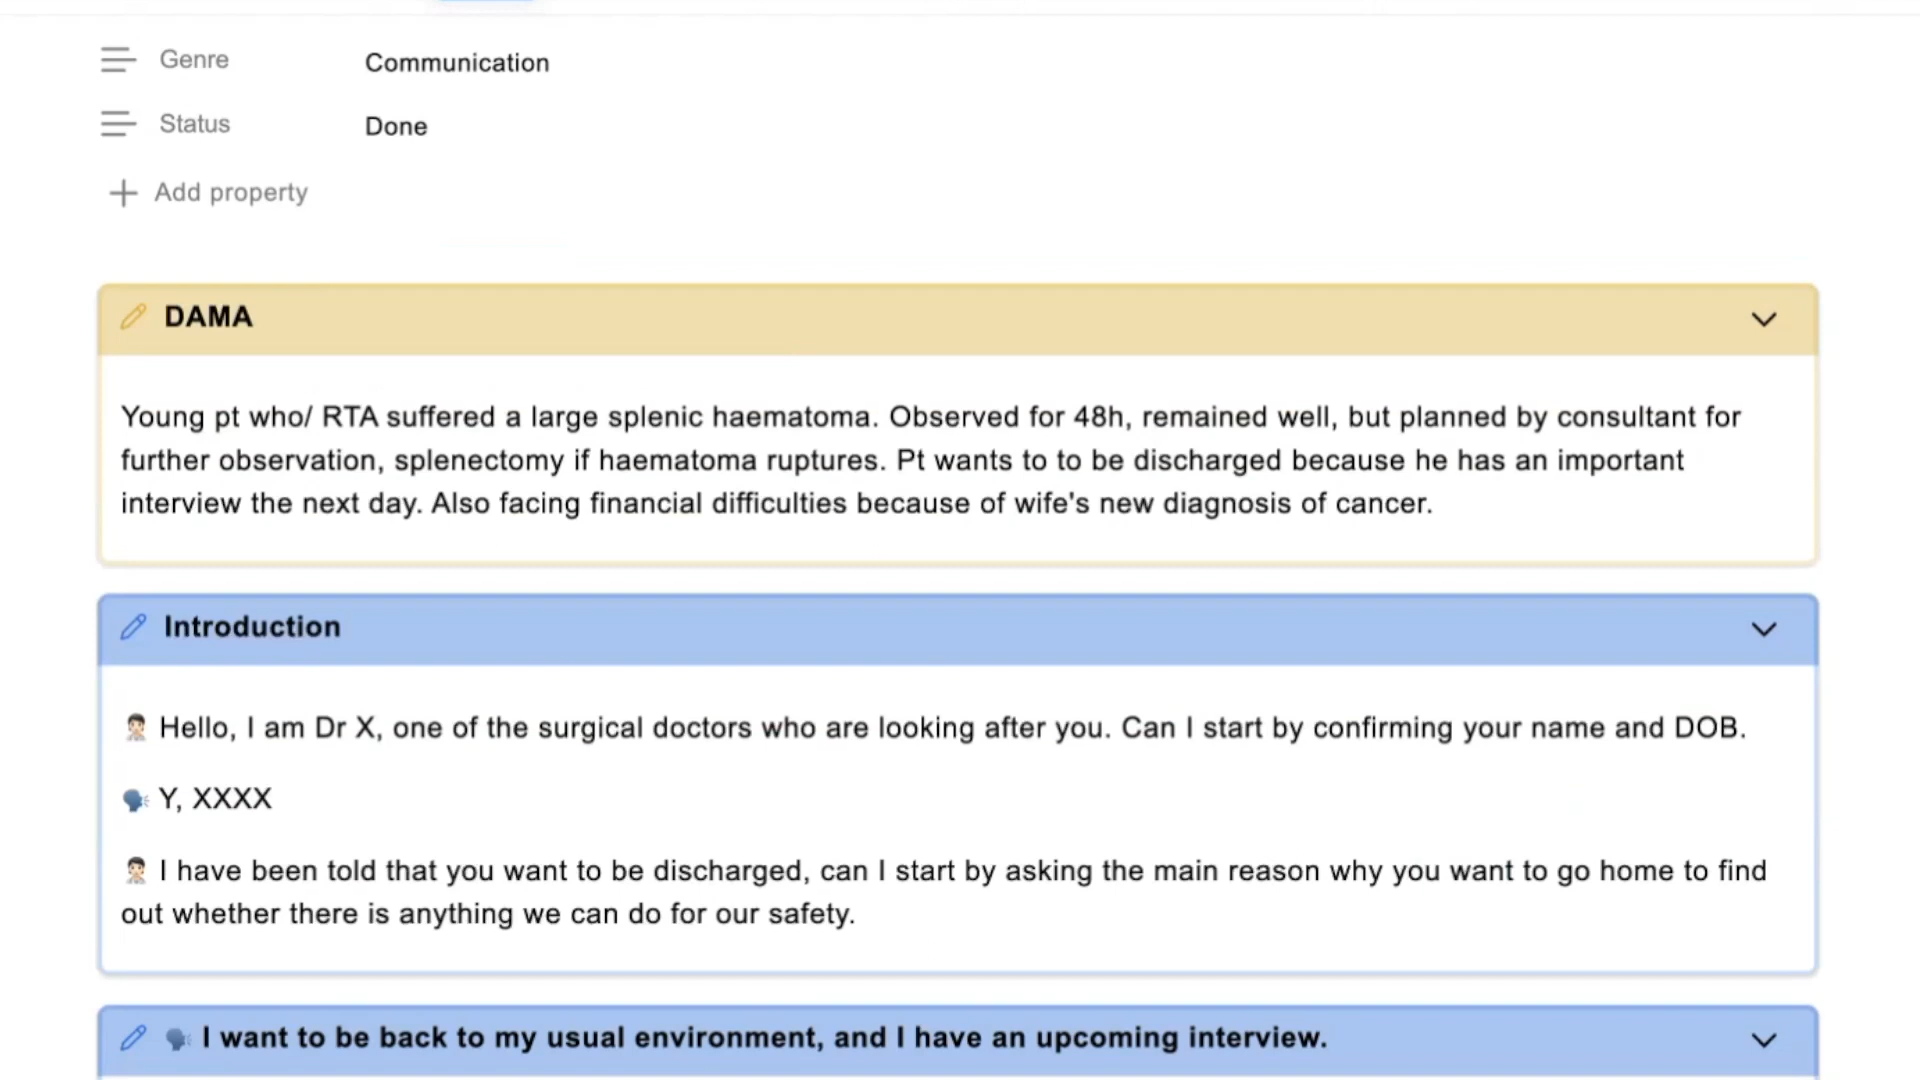 Genre Communication
Status Done
Add property
DAMA
Young pt who/ RTA suffered a large splenic haematoma. Observed for 48h, remained well, but planned by consultant for
further observation, splenectomy if haematoma ruptures. Pt wants to to be discharged because he has an important
interview the next day. Also facing financial difficulties because of wife's new diagnosis of cancer.
Introduction
Hello, I am Dr X, one of the surgical doctors who are looking after you. Can I start by confirming your name and DOB.
Y, XXXX
I have been told that you want to be discharged, can I start by asking the main reason why you want to go home to find
out whether there is anything we can do for our safety.
I want to be back to my usual environment, and I have an upcoming interview.